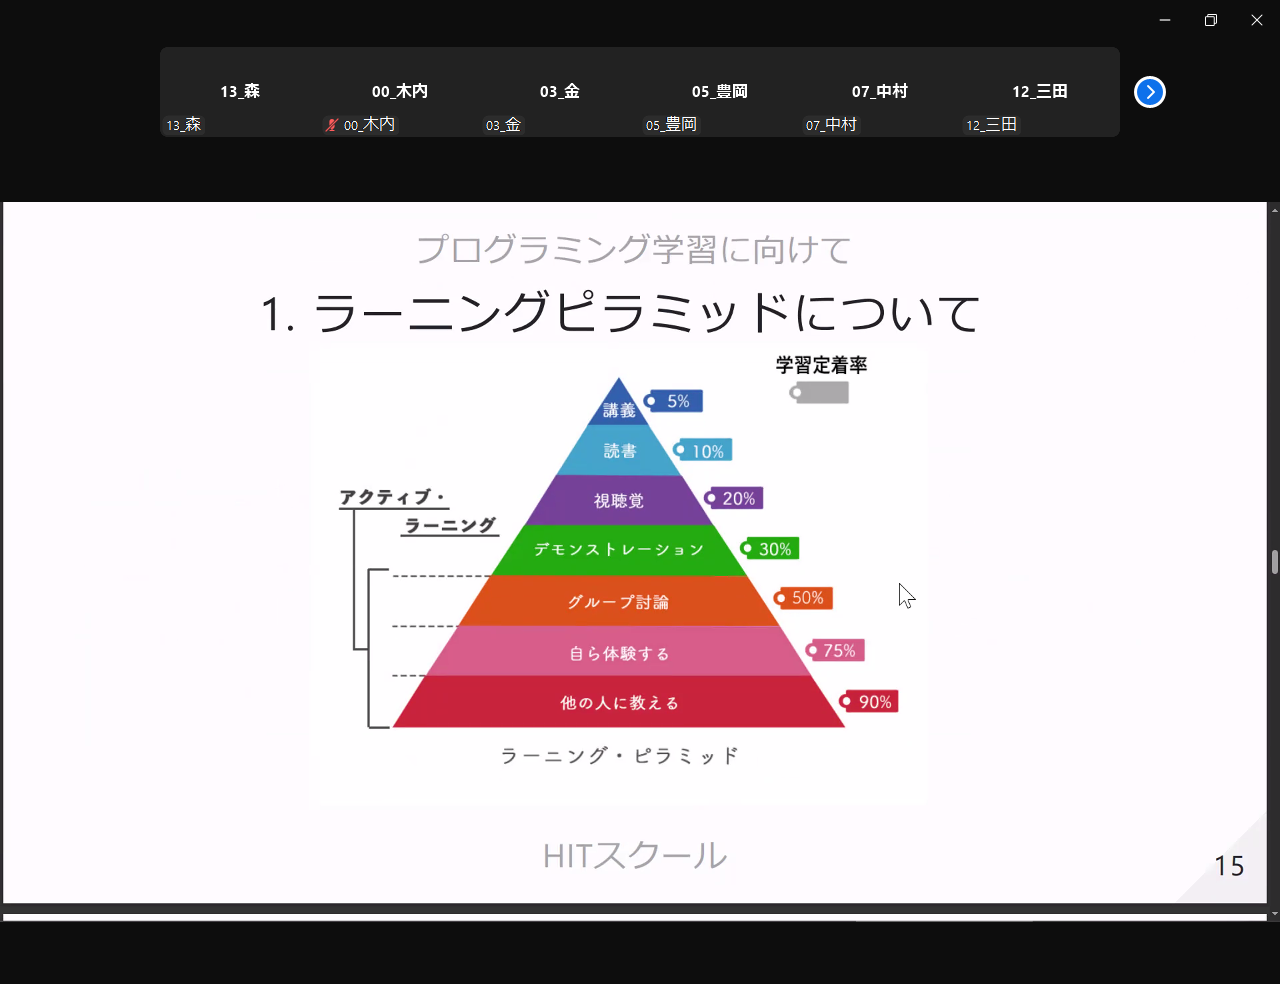 13_森
00_木内
03_金
05_豊岡
07_中村
12_三田
13_森
00_木内
03_金
05_豊岡
07_中村
12_三田
プログラミング学習に向けて
1. ラーニングピラミッドについて
学習定着率
講義
5%
読書
10%
視聴覚
20%
アクティブ・
ラーニング
デモンストレーション
30%
グループ討論
50%
自ら体験する
75%
他の人に教える
90%
ラーニング・ピラミッド
HITスクール
15